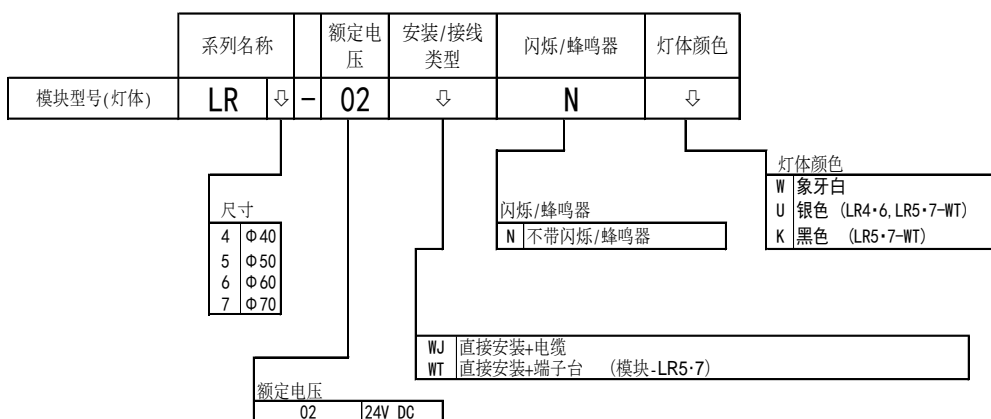 系列名称 额定电压 安装/接线类型 闪烁/蜂鸣器 灯体颜色
模块型号(灯体) LR ⇩ - 02 ⇩ N ⇩
灯体颜色
W 象牙白
U 银色 (LR4·6,LR5·7-WT)
K 黑色 (LR5·7-WT)
尺寸
4 Φ40
5 Φ50
6 Φ60
7 Φ70
闪烁/蜂鸣器
N 不带闪烁/蜂鸣器
WJ 直接安装+电缆
WT 直接安装+端子台 (模块-LR5·7)
额定电压
02 24V DC